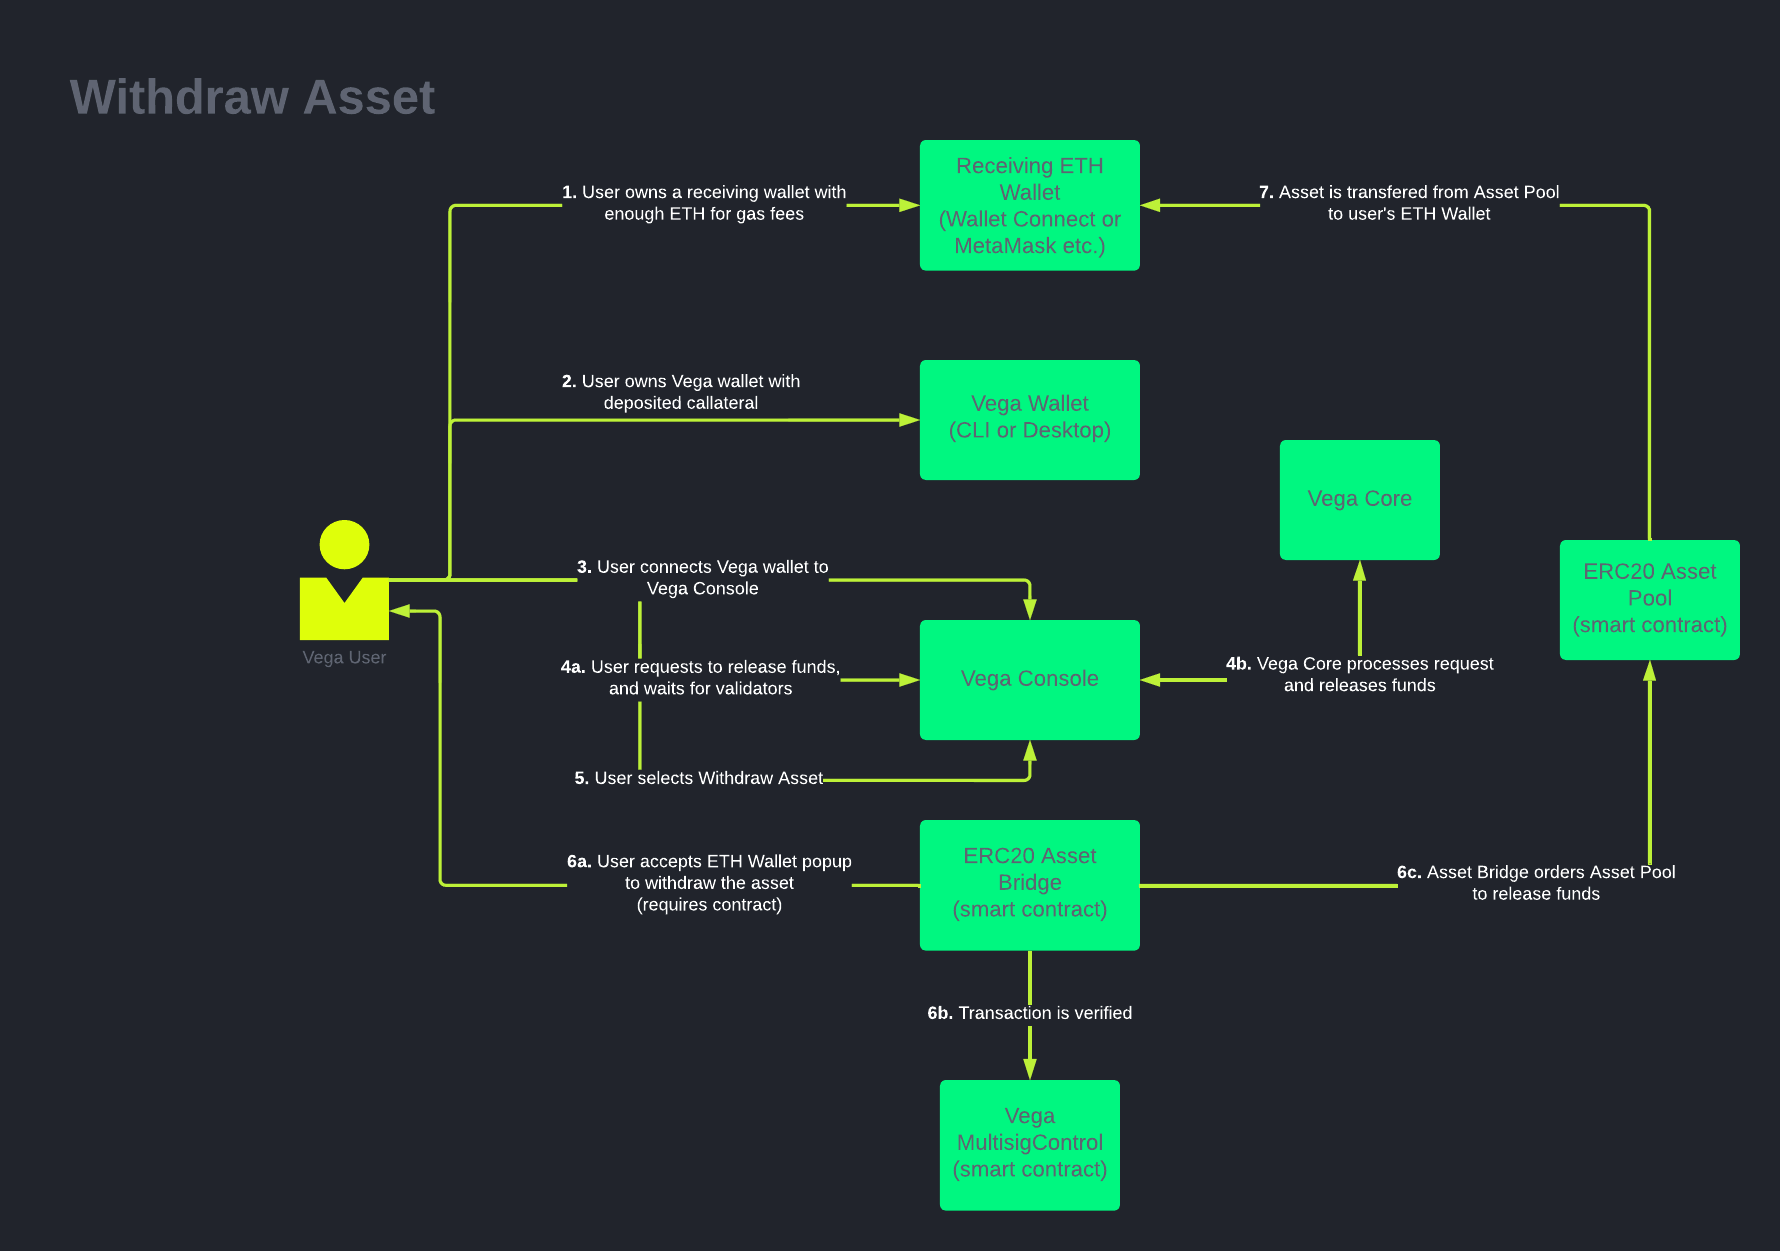 Withdraw Asset
Receiving ETH
Wallet
(Wallet Connect or
MetaMask etc.)
1. User owns a receiving wallet with
enough ETH for gas fees
7. Asset is transfered from Asset Pool
to user's ETH Wallet
2. User owns Vega wallet with
deposited callateral
Vega Wallet
(CLI or Desktop)
Vega Core
3. User connects Vega wallet to
Vega Console
ERC20 Asset
Pool
(smart contract)
Vega User
4a. User requests to release funds,
and waits for validators
Vega Console
4b. Vega Core processes request
and releases funds
5. User selects Withdraw Asset
6a. User accepts ETH Wallet popup
to withdraw the asset
(requires contract)
ERC20 Asset
Bridge
(smart contract)
6c. Asset Bridge orders Asset Pool
to release funds
6b. Transaction is verified
Vega
MultisigControl
(smart contract)